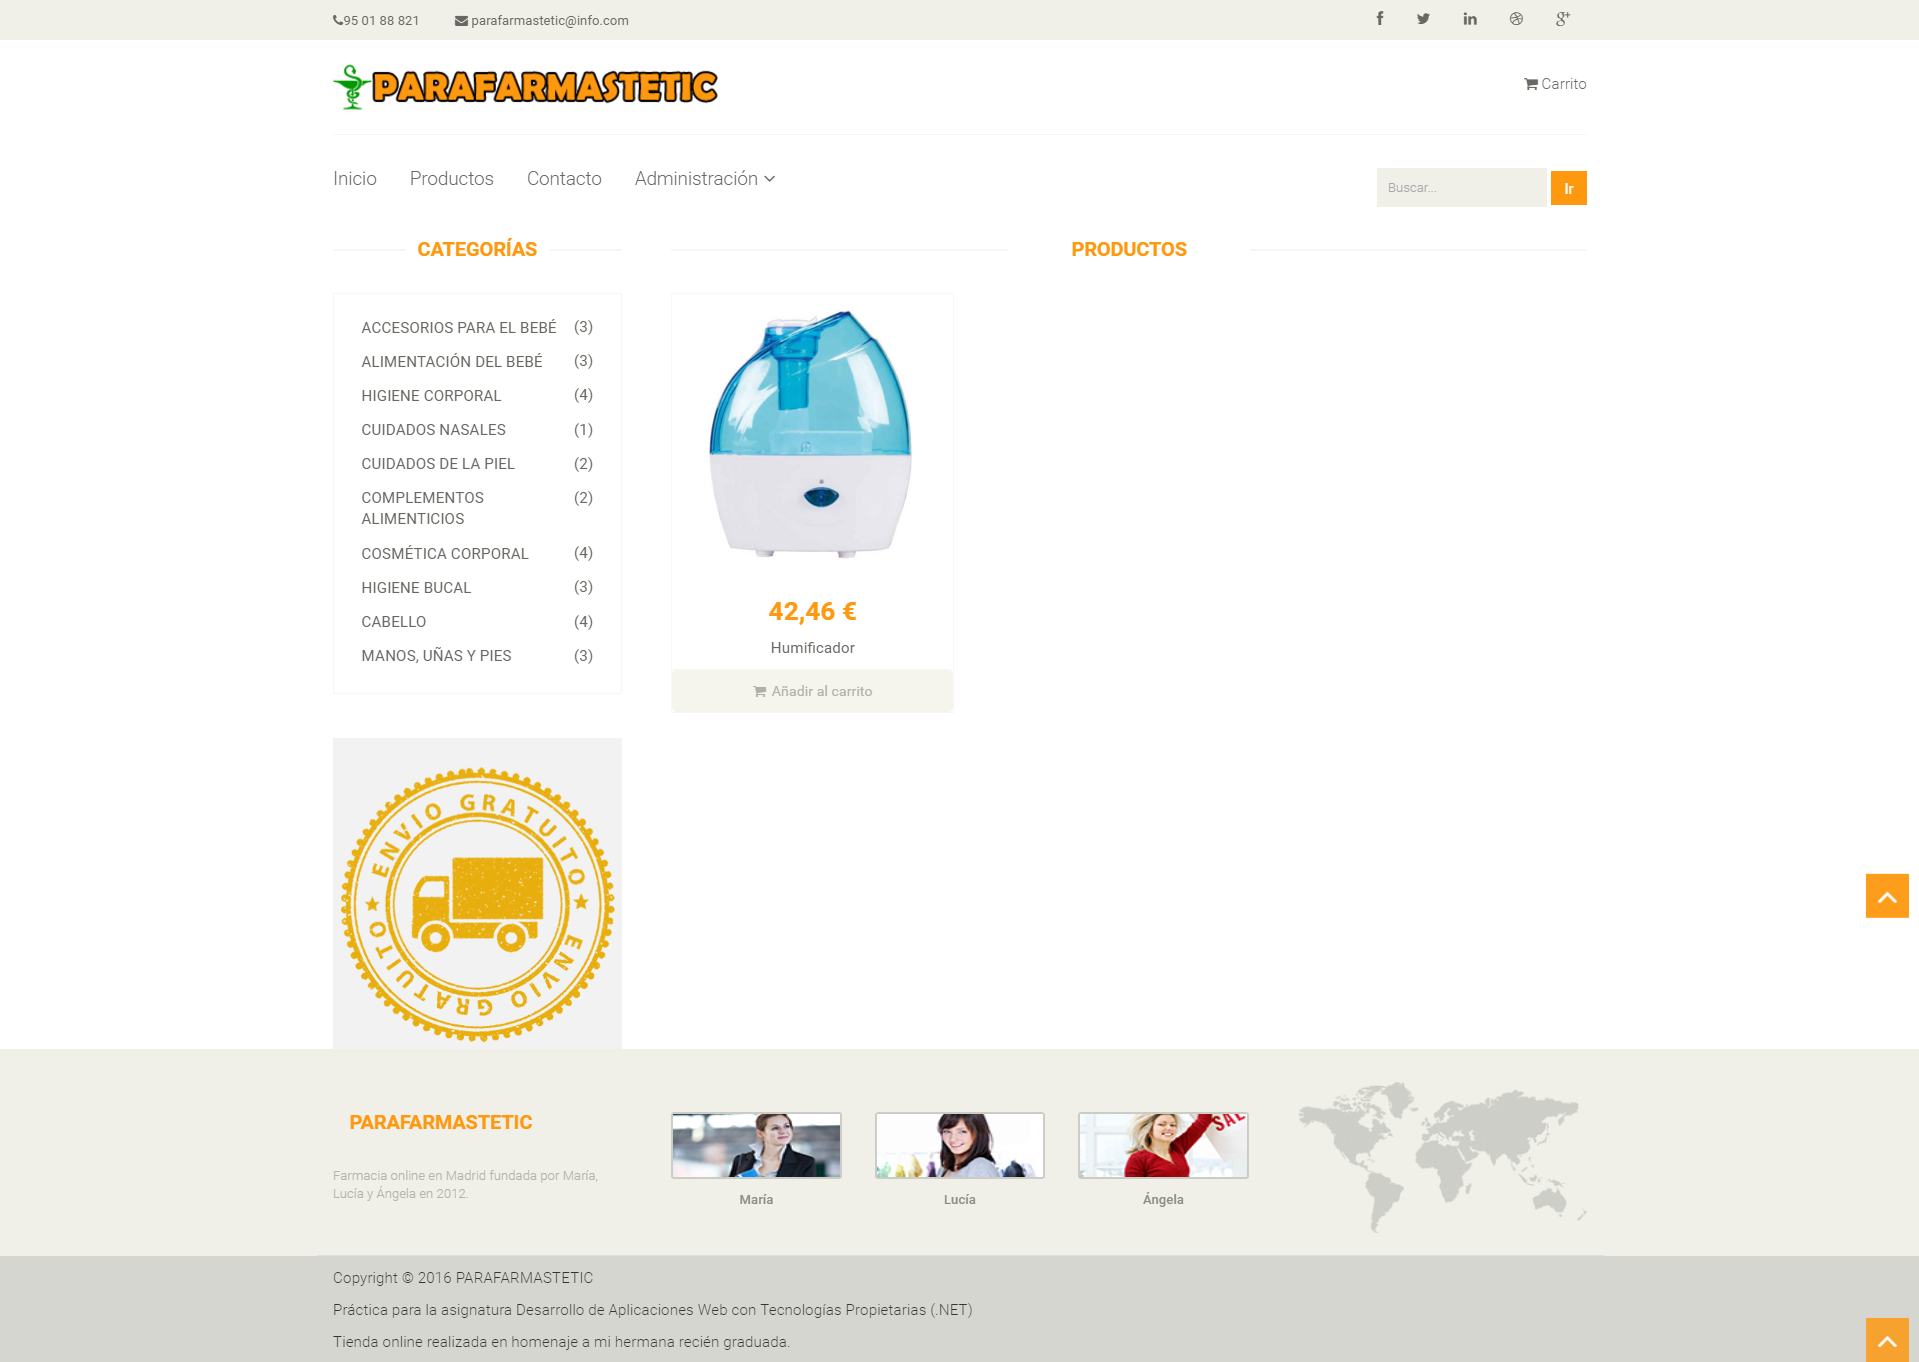 95 01 88 821
parafarmastetic@info.com
PARAFARMASTETIC
Carrito
Inicio
Productos
Contacto
Administración
Buscar...
Ir
CATEGORÍAS
PRODUCTOS
ACCESORIOS PARA EL BEBÉ (3)
ALIMENTACIÓN DEL BEBÉ (3)
HIGIENE CORPORAL (4)
CUIDADOS NASALES (1)
CUIDADOS DE LA PIEL (2)
COMPLEMENTOS (2)
ALIMENTICIOS
COSMÉTICA CORPORAL (4)
HIGIENE BUCAL (3)
CABELLO (4)
MANOS, UÑAS Y PIES (3)
42,46 €
Humificador
Añadir al carrito
ENVIO GRATUITO
ENVIO GRATUITO
PARAFARMASTETIC
Farmacia online en Madrid fundada por María,
Lucía y Ángela en 2012.
SALE
María
Lucía
Ángela
Copyright © 2016 PARAFARMASTETIC
Práctica para la asignatura Desarrollo de Aplicaciones Web con Tecnologías Propietarias (.NET)
Tienda online realizada en homenaje a mi hermana recién graduada.